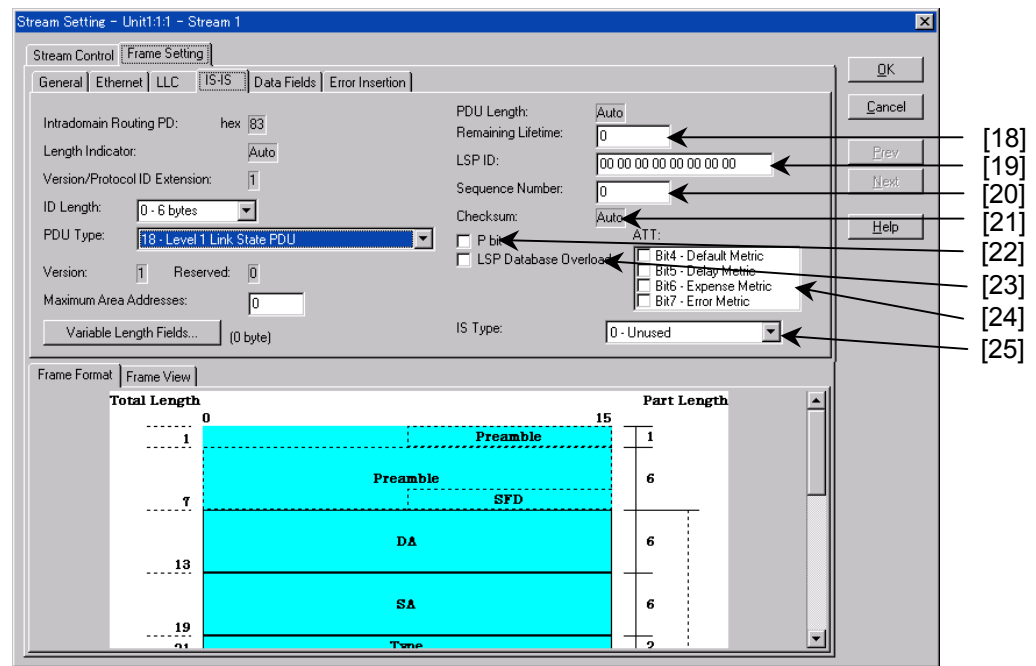 Stream Setting - Unit1:1:1 - Stream 1
Stream Control Frame Setting
General Ethernet LLC IS-IS Data Fields Error Insertion
OK
Cancel
Prev
Next
Help
Intradomain Routing PD: hex 83
Length Indicator: Auto
Version/Protocol ID Extension: 1
ID Length: 0 - 6 bytes
PDU Type: 18 - Level 1 Link State PDU
Version: 1 Reserved: 0
Maximum Area Addresses: 0
Variable Length Fields... (0 byte)
PDU Length: Auto
Remaining Lifetime: 0
LSP ID: 00 00 00 00 00 00 00 00
Sequence Number: 0
Checksum: Auto
P bit
LSP Database Overload
ATT:
Bit4 - Default Metric
Bit5 - Delay Metric
Bit6 - Expense Metric
Bit7 - Error Metric
IS Type: 0 - Unused
[18]
[19]
[20]
[21]
[22]
[23]
[24]
[25]
Frame Format Frame View
Total Length Part Length
0 15
1 Preamble 1
Preamble 6
7 SFD
DA 6
13
SA 6
19
21 Type 2